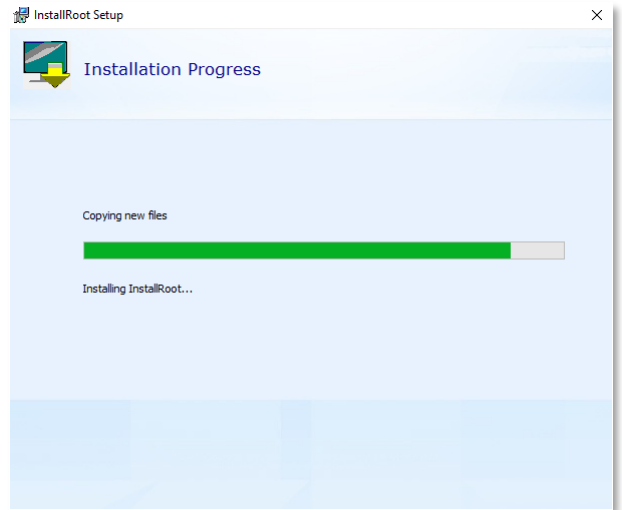 InstallRoot Setup
Installation Progress
Copying new files
Installing InstallRoot...